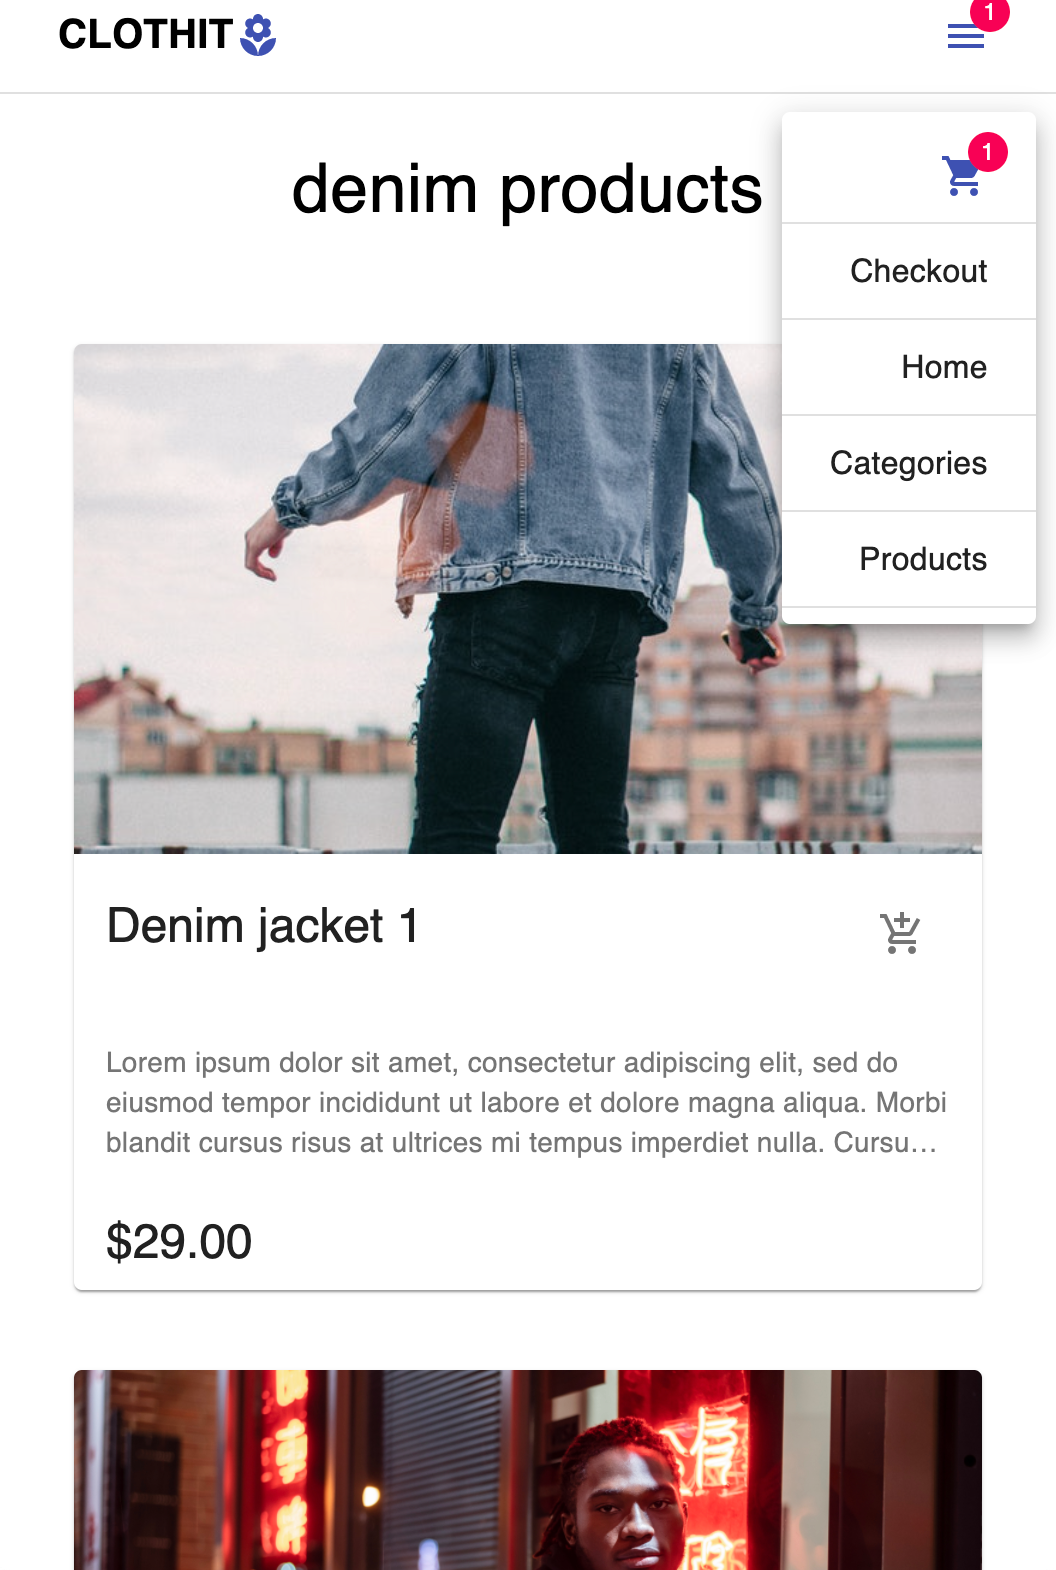 CLOTHIT
1
denim products
1
Checkout
Home
Categories
Products
Denim jacket 1
Lorem ipsum dolor sit amet, consectetur adipiscing elit, sed do
eiusmod tempor incididunt ut labore et dolore magna aliqua. Morbi
blandit cursus risus at ultrices mi tempus imperdiet nulla. Cursu…
$29.00
信